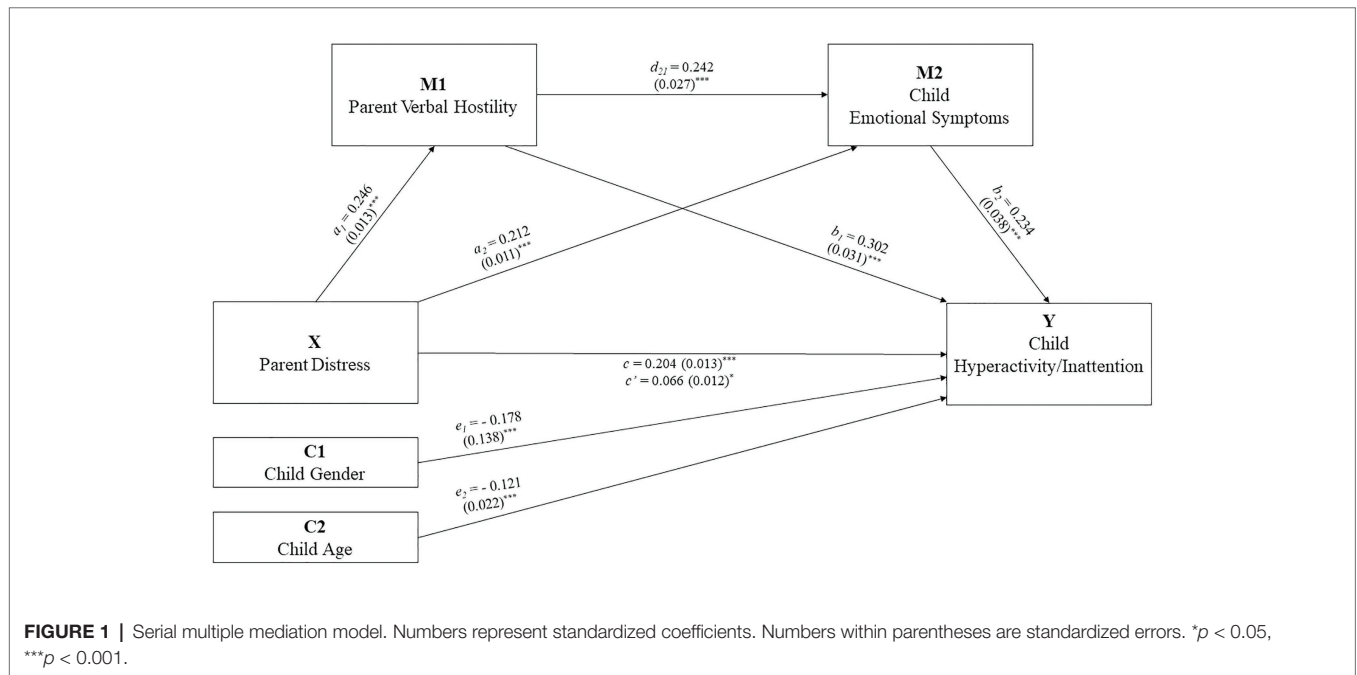 M1
Parent Verbal Hostility
d21 = 0.242
(0.027)***
M2
Child
Emotional Symptoms
a1 = 0.246
(0.013)***
a2 = 0.212
(0.011)***
b1 = 0.302
(0.031)***
b2 = 0.234
(0.038)***
X
Parent Distress
c = 0.204 (0.013)***
c' = 0.066 (0.012)*
Y
Child
Hyperactivity/Inattention
e1 = - 0.178
(0.138)***
C1
Child Gender
e2 = - 0.121
(0.022)***
C2
Child Age
FIGURE 1 | Serial multiple mediation model. Numbers represent standardized coefficients. Numbers within parentheses are standardized errors. *p < 0.05,
***p < 0.001.